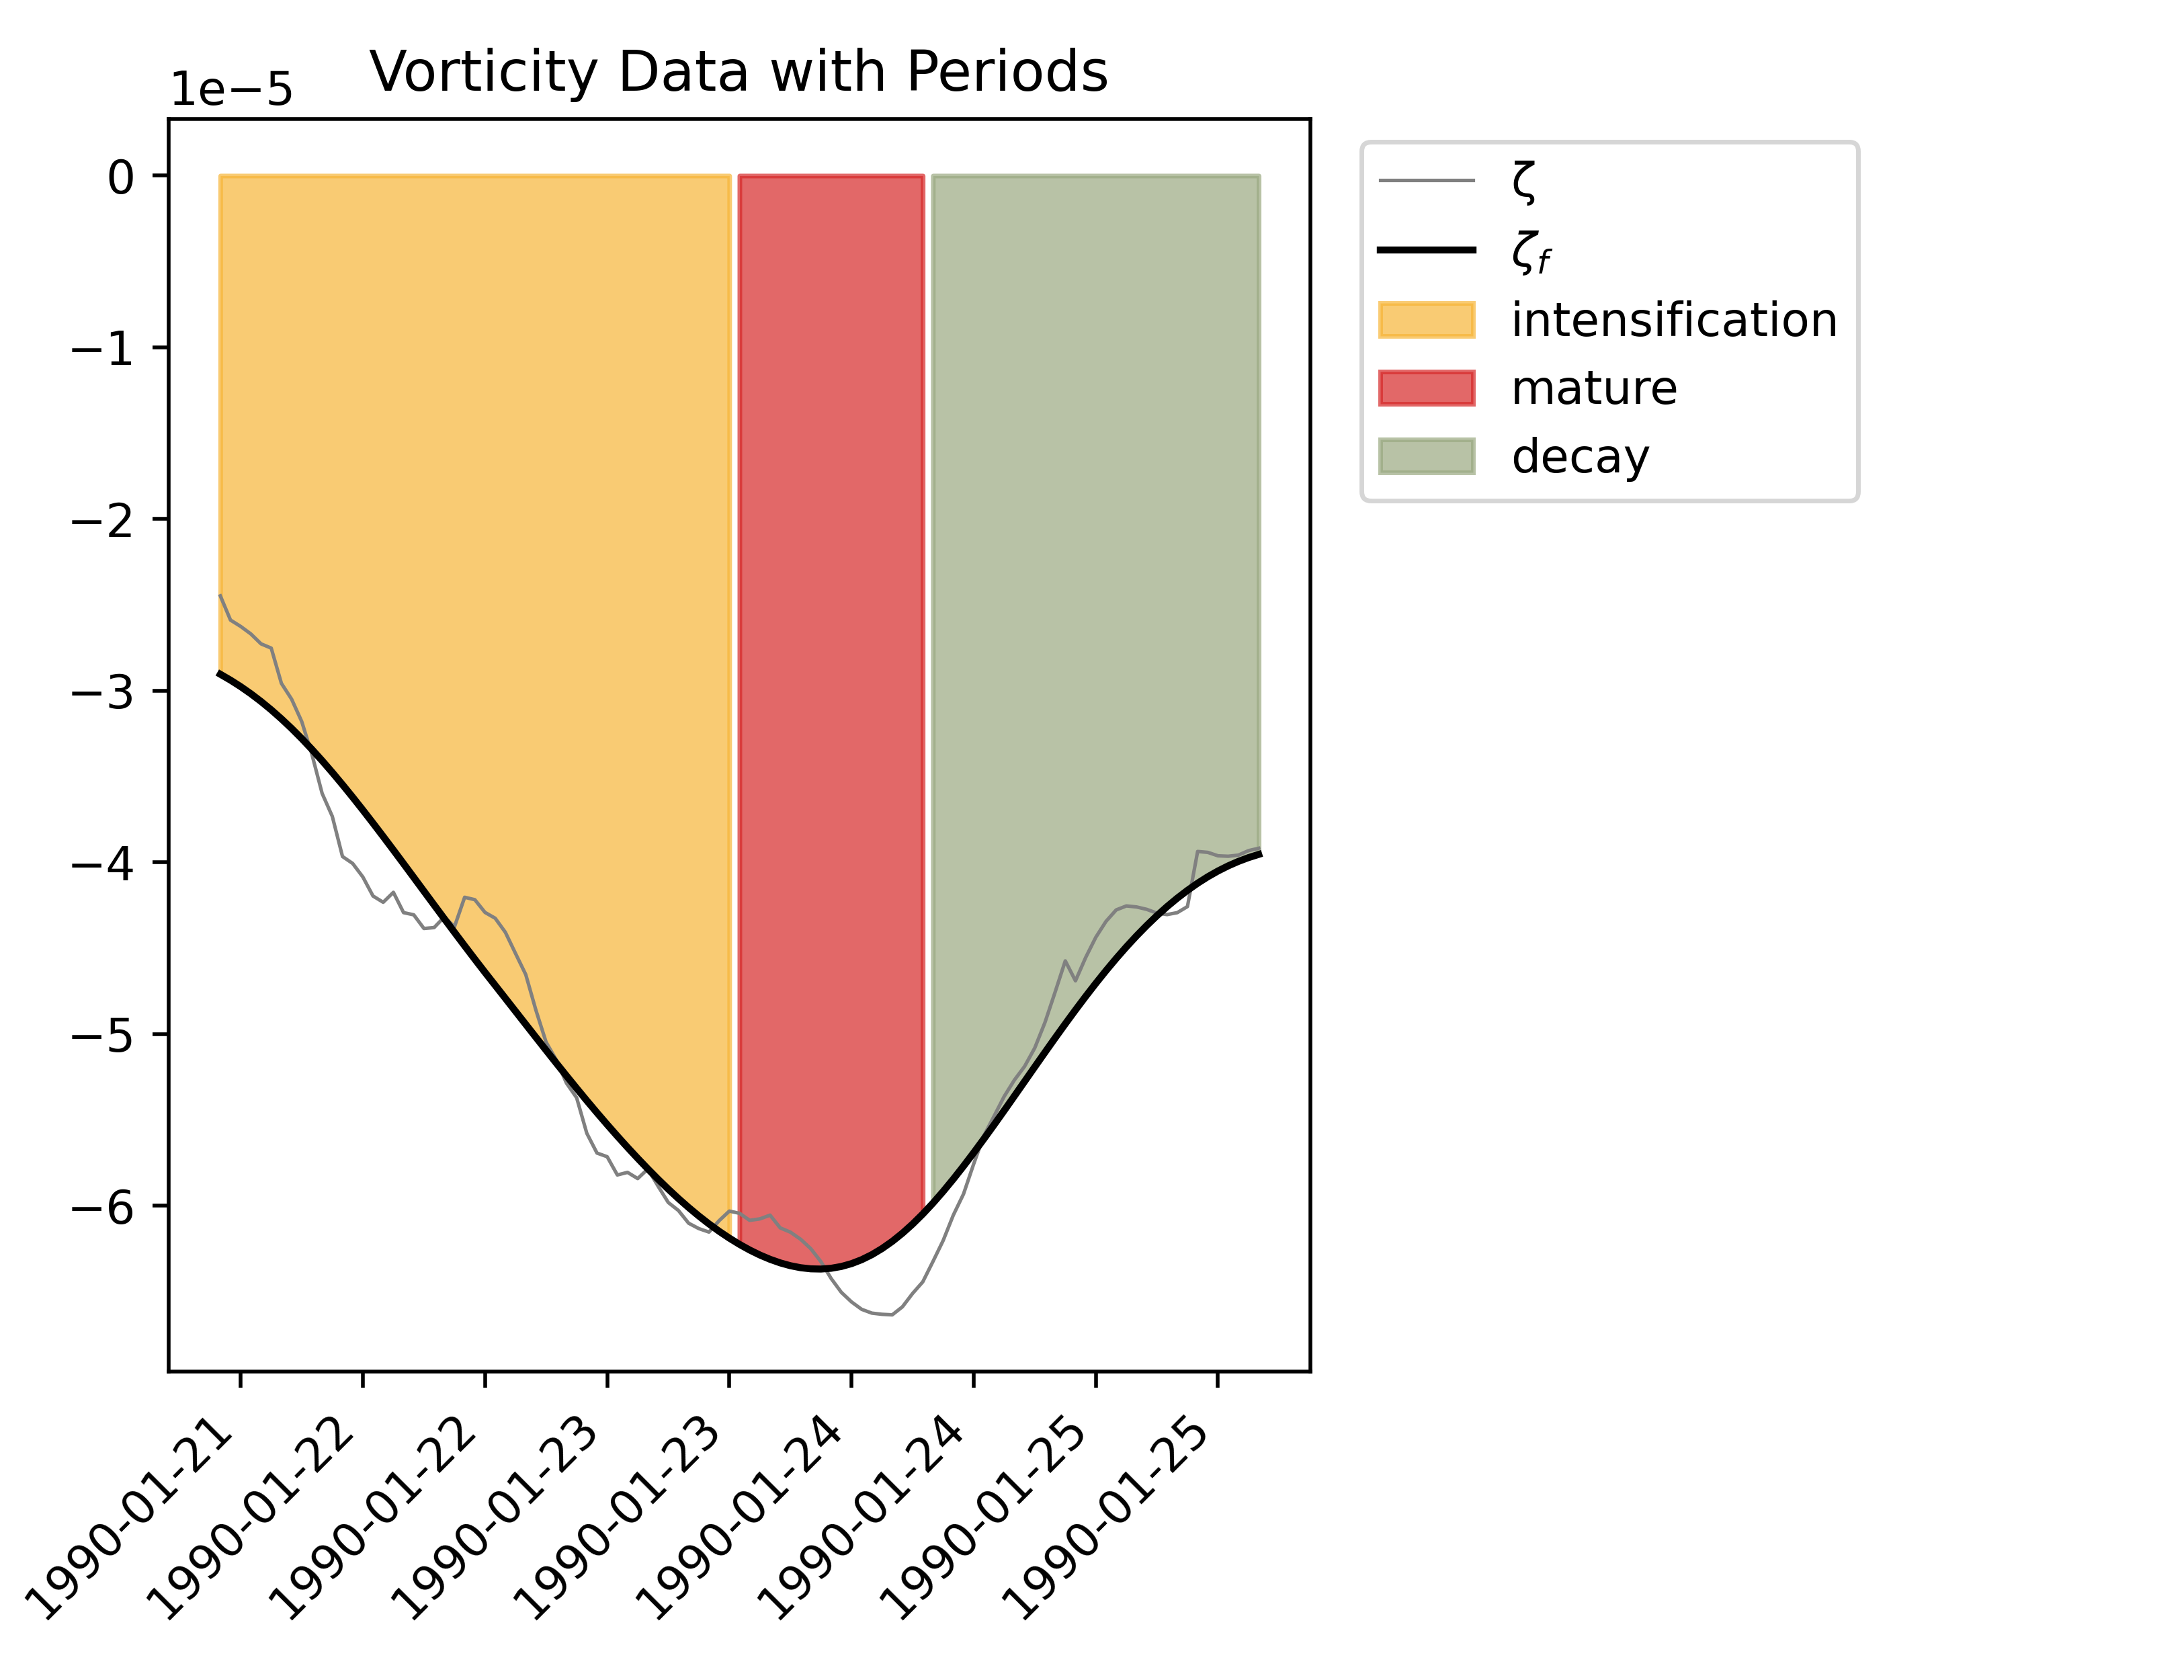 Vorticity Data with Periods
1e−5
0
−1
−2
−3
−4
−5
−6
1990-01-21
1990-01-22
1990-01-22
1990-01-23
1990-01-23
1990-01-24
1990-01-24
1990-01-25
1990-01-25
ζ
ζf
intensification
mature
decay